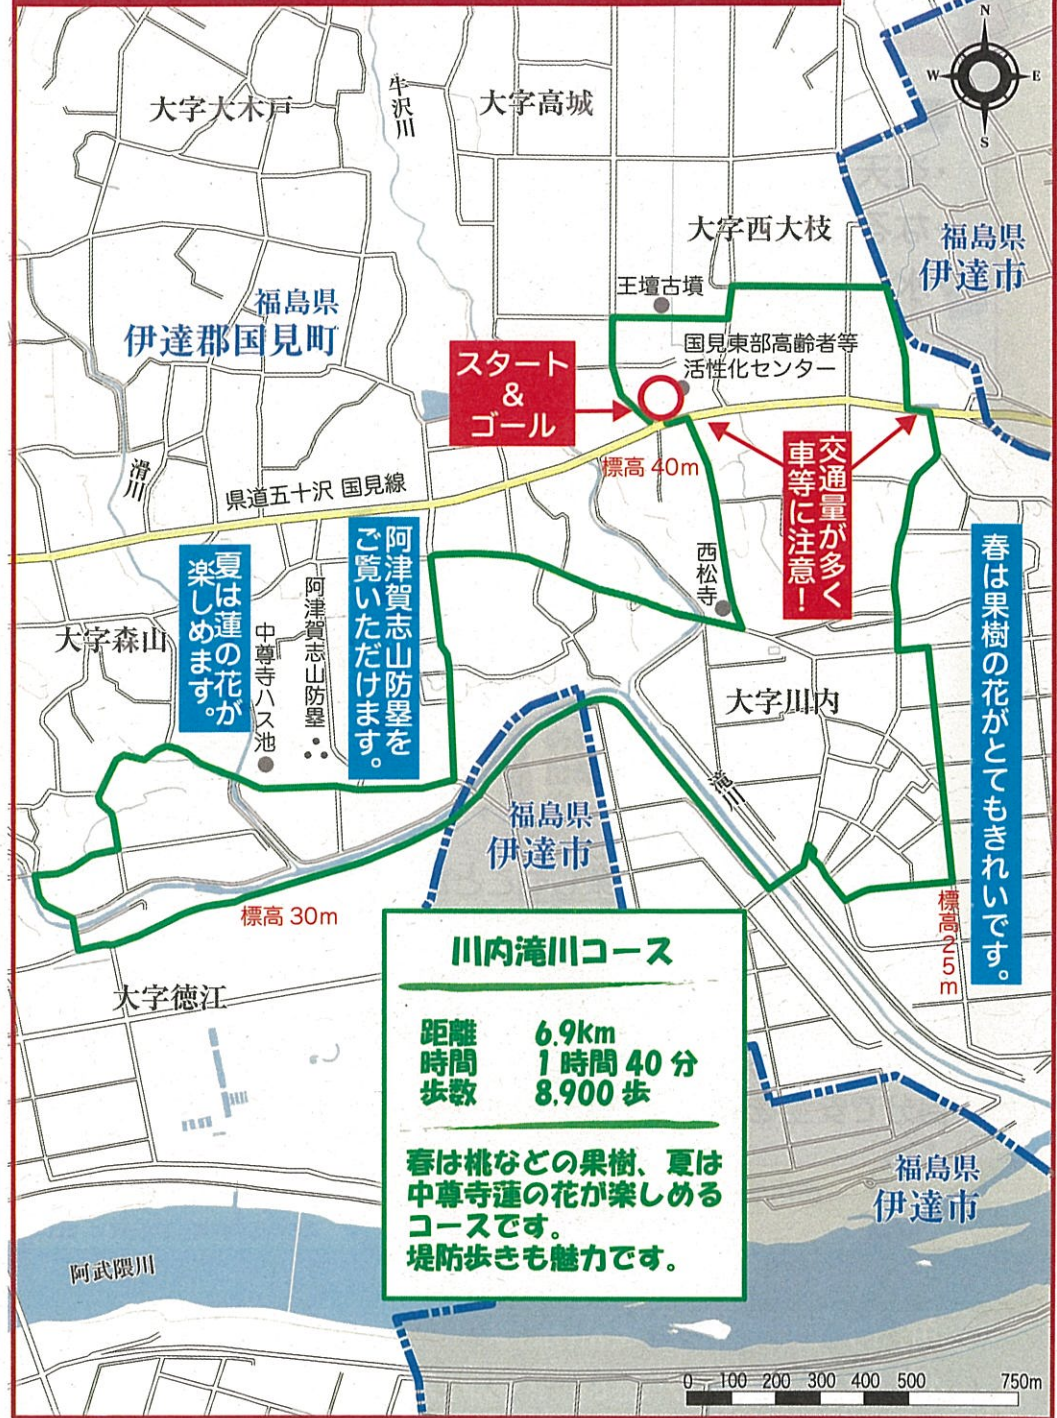 N
W
E
S
大字大木戸
牛沢川
大字高城
大字西大枝
福島県
伊達市
王壇古墳
福島県
伊達郡国見町
国見東部高齢者等
活性化センター
スタート
&
ゴール
標高 40m
交通量が多く
車等に注意！
滑川
県道五十沢 国見線
阿津賀志山防塁を
ご覧いただけます。
夏は蓮の花が
楽しめます。
西松寺
春は果樹の花がとてもきれいです。
大字森山
中尊寺ハス池
阿津賀志山防塁
大字川内
滝川
福島県
伊達市
標高 30m
標高25m
大字徳江
川内滝川コース
距離 6.9km
時間 1 時間 40 分
歩数 8,900 歩
春は桃などの果樹、夏は
中尊寺蓮の花が楽しめる
コースです。
堤防歩きも魅力です。
福島県
伊達市
阿武隈川
0 100 200 300 400 500 750m